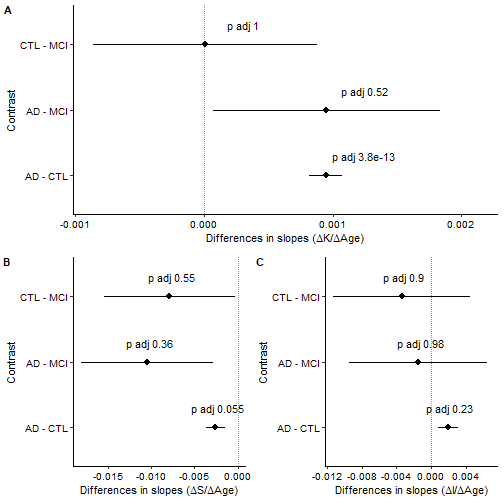 A
Contrast
CTL - MCI
AD - MCI
AD - CTL
p adj 1
p adj 0.52
p adj 3.8e-13
-0.001
0.000
0.001
0.002
Differences in slopes (ΔK/ΔAge)
B
Contrast
CTL - MCI
AD - MCI
AD - CTL
p adj 0.55
p adj 0.36
p adj 0.055
-0.015
-0.010
-0.005
0.000
Differences in slopes (ΔS/ΔAge)
C
Contrast
CTL - MCI
AD - MCI
AD - CTL
p adj 0.9
p adj 0.98
p adj 0.23
-0.012
-0.008
-0.004
0.000
0.004
Differences in slopes (ΔI/ΔAge)